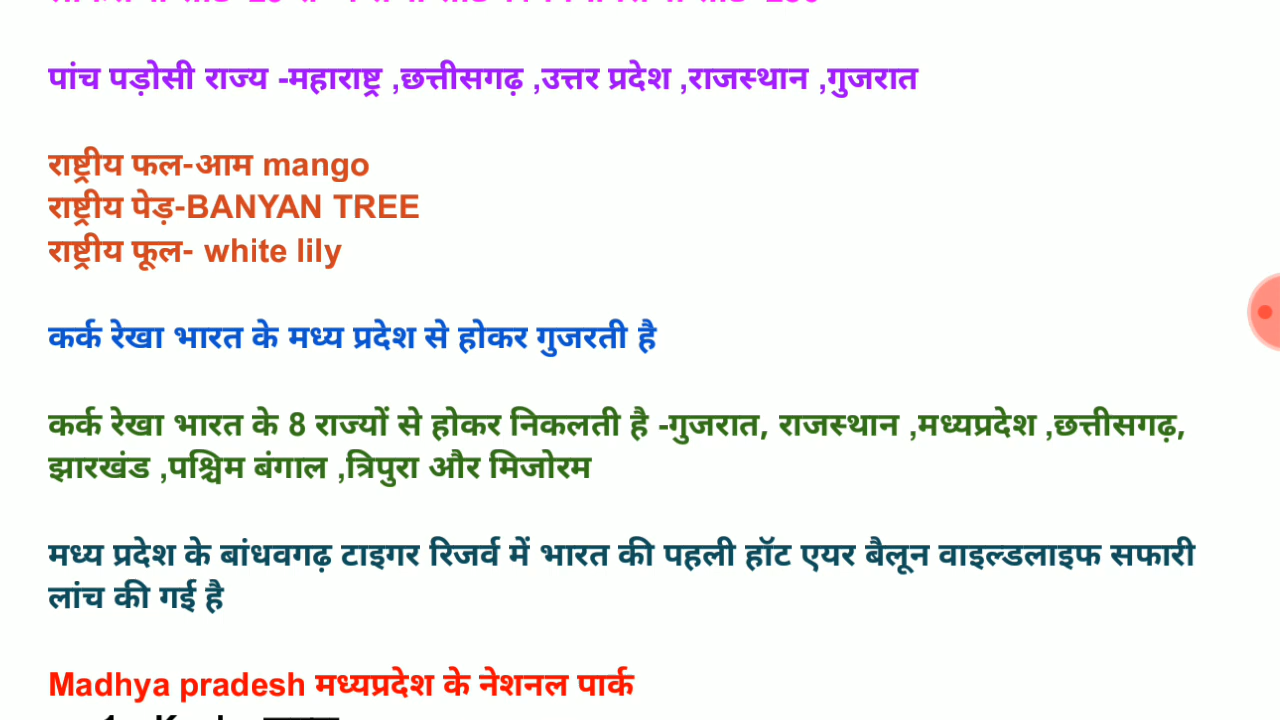 पांच पड़ोसी राज्य -महाराष्ट्र ,छत्तीसगढ़ ,उत्तर प्रदेश ,राजस्थान ,गुजरात
राष्ट्रीय फल-आम mango
राष्ट्रीय पेड़-BANYAN TREE
राष्ट्रीय फूल- white lily
कर्क रेखा भारत के मध्य प्रदेश से होकर गुजरती है
कर्क रेखा भारत के 8 राज्यों से होकर निकलती है -गुजरात, राजस्थान ,मध्यप्रदेश ,छत्तीसगढ़,
झारखंड ,पश्चिम बंगाल ,त्रिपुरा और मिजोरम
मध्य प्रदेश के बांधवगढ़ टाइगर रिजर्व में भारत की पहली हॉट एयर बैलून वाइल्डलाइफ सफारी
लांच की गई है
Madhya pradesh मध्यप्रदेश के नेशनल पार्क